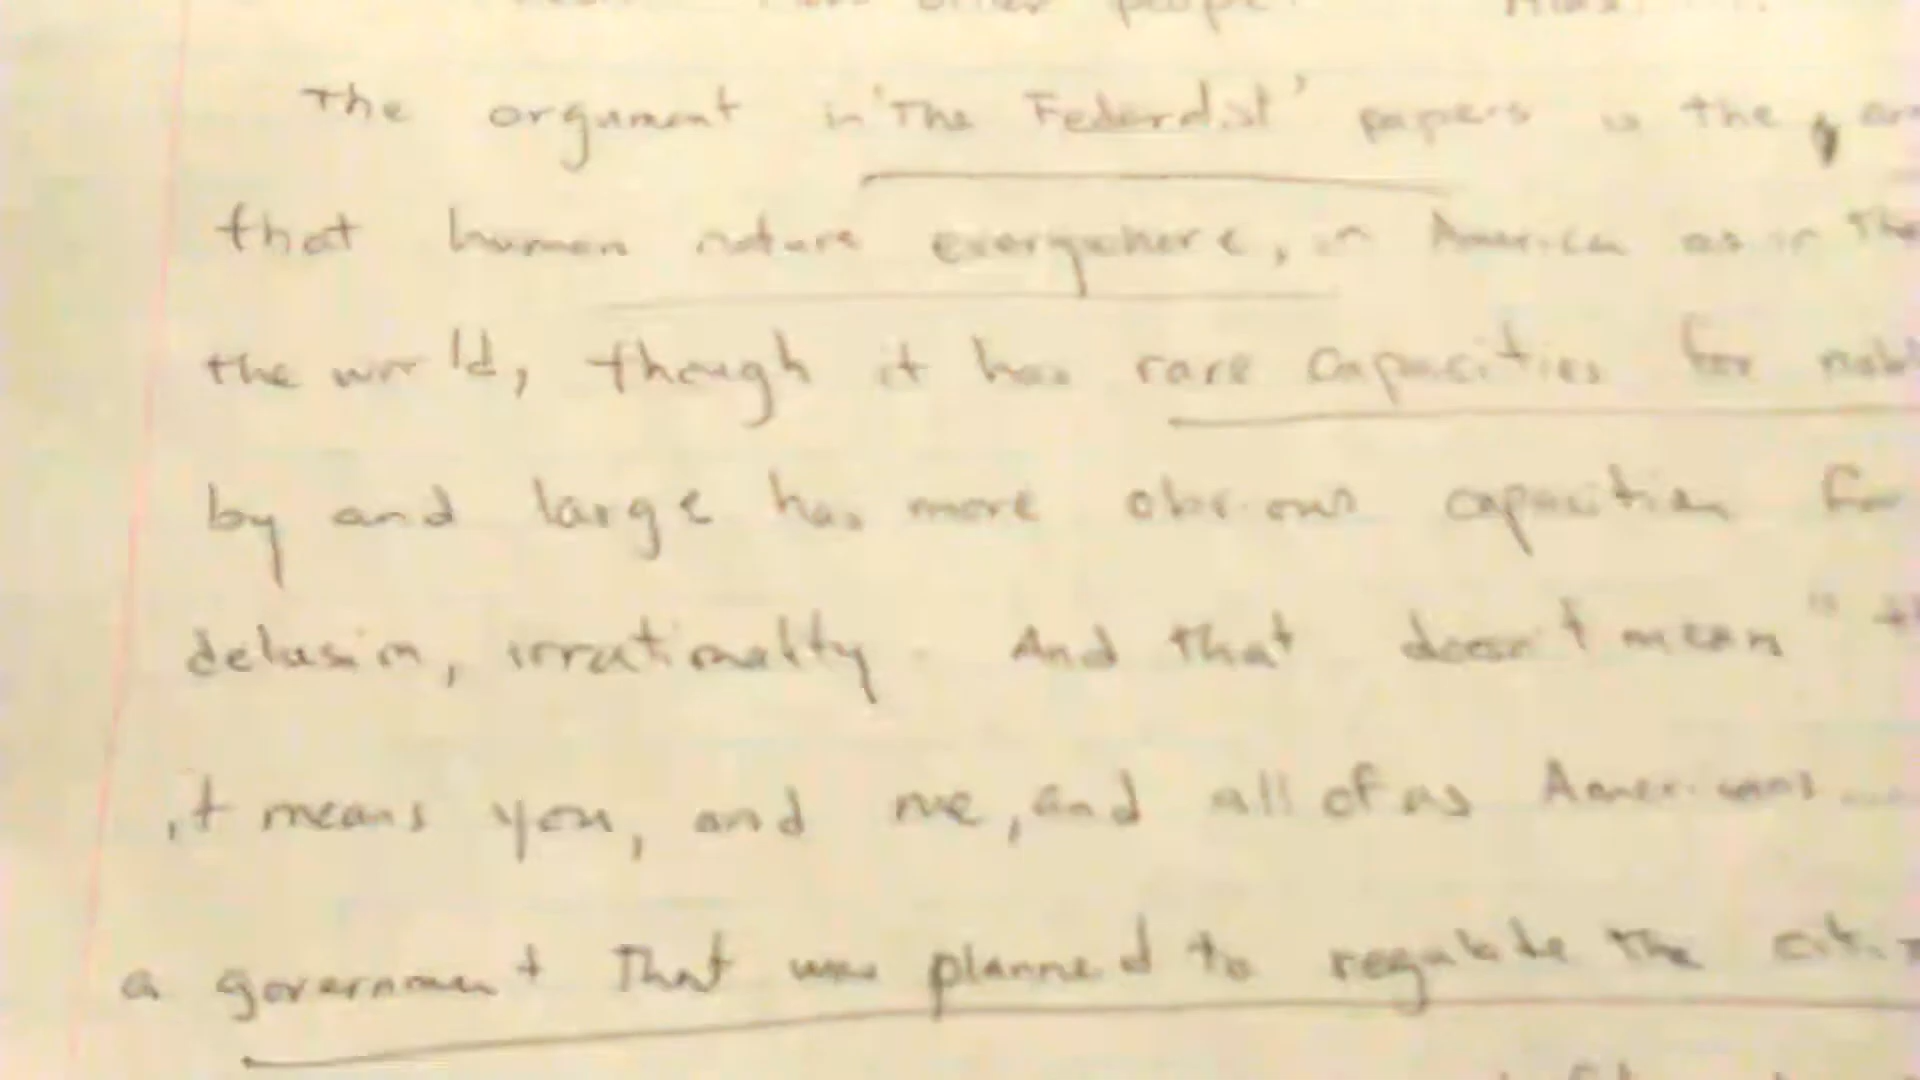 other people.
The argument in 'The Federalist' papers is the
that human nature everywhere, in America as in The
the world, though it has rare capacities for
by and large has more obvious capacities for
delusion, irrationality. And that doesn't mean "
it means you, and me, and all of us Americans
a government that was planned to regulate the